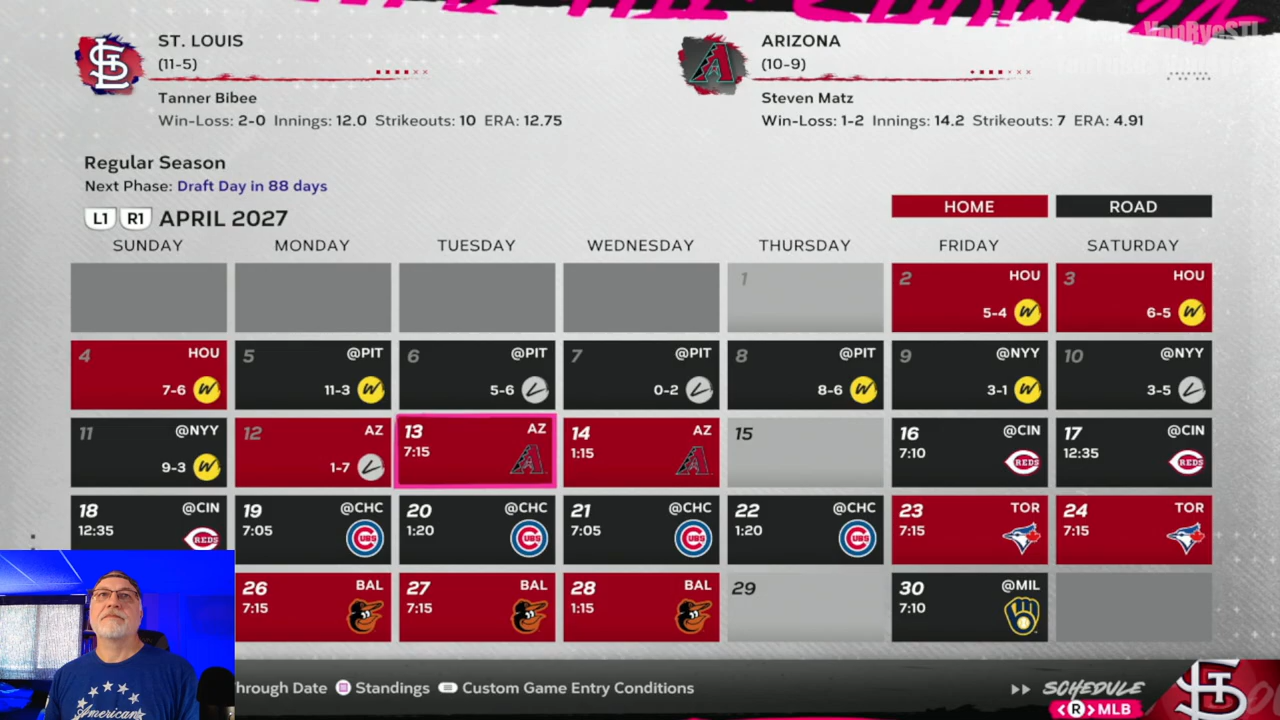 VonRyeSTL
ST. LOUIS
(11-5)
Tanner Bibee
Win-Loss: 2-0 Innings: 12.0 Strikeouts: 10 ERA: 12.75
ARIZONA
(10-9)
Steven Matz
Win-Loss: 1-2 Innings: 14.2 Strikeouts: 7 ERA: 4.91
Regular Season
Next Phase: Draft Day in 88 days
L1 R1 APRIL 2027
HOME ROAD
SUNDAY MONDAY TUESDAY WEDNESDAY THURSDAY FRIDAY SATURDAY
1 2 HOU 3 HOU
5-4 W 6-5 W
4 HOU 5 @PIT 6 @PIT 7 @PIT 8 @PIT 9 @NYY 10 @NYY
7-6 W 11-3 W 5-6 L 0-2 L 8-6 W 3-1 W 3-5 L
11 @NYY 12 AZ 13 AZ 14 AZ 15 16 @CIN 17 @CIN
9-3 W 1-7 L 7:15 1:15 7:10 REDS 12:35 REDS
18 @CIN 19 @CHC 20 @CHC 21 @CHC 22 @CHC 23 TOR 24 TOR
12:35 REDS 7:05 CUBS 1:20 CUBS 7:05 CUBS 1:20 CUBS 7:15 7:15
26 BAL 27 BAL 28 BAL 29 30 @MIL
7:15 7:15 1:15 7:10
American
hrough Date Standings Custom Game Entry Conditions
SCHEDULE
R MLB